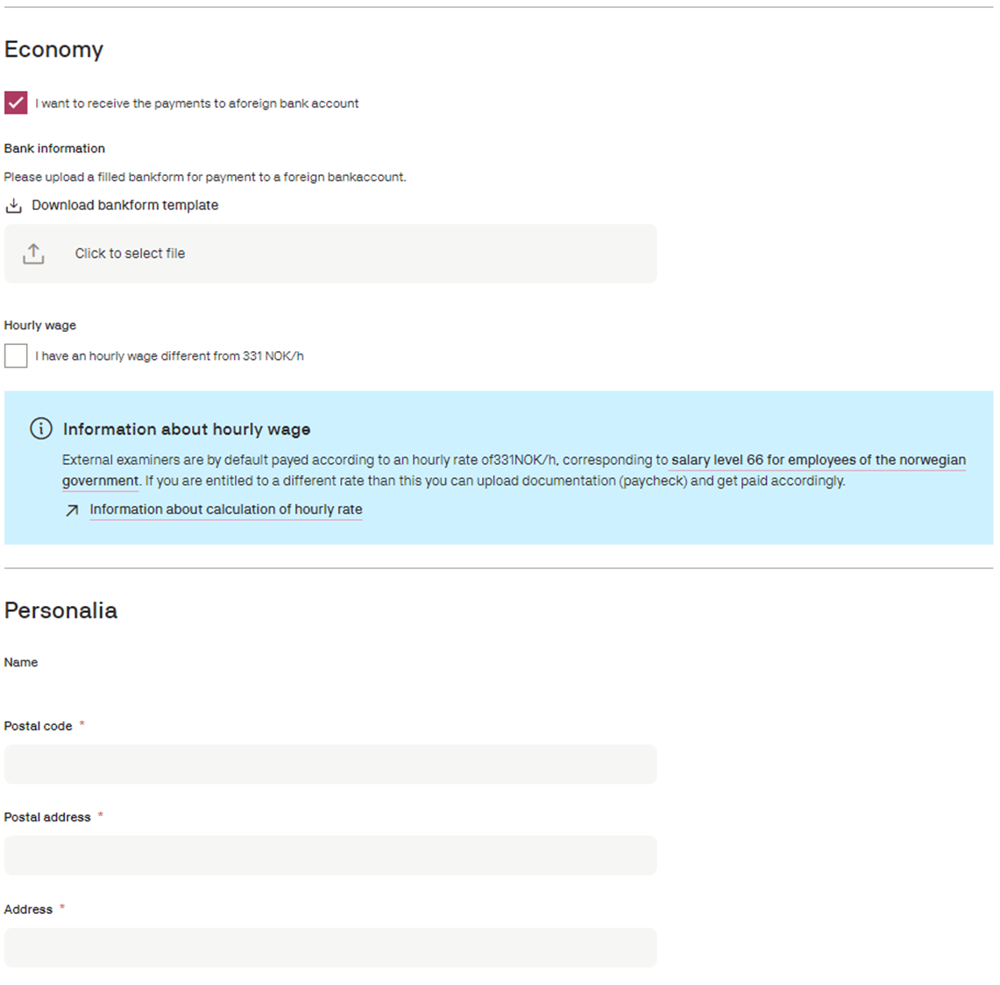 Economy
I want to receive the payments to aforeign bank account
Bank information
Please upload a filled bankform for payment to a foreign bankaccount.
Download bankform template
Click to select file
Hourly wage
I have an hourly wage different from 331 NOK/h
Information about hourly wage
External examiners are by default payed according to an hourly rate of331NOK/h, corresponding to salary level 66 for employees of the norwegian
government. If you are entitled to a different rate than this you can upload documentation (paycheck) and get paid accordingly.
Information about calculation of hourly rate
Personalia
Name
Postal code *
Postal address *
Address *